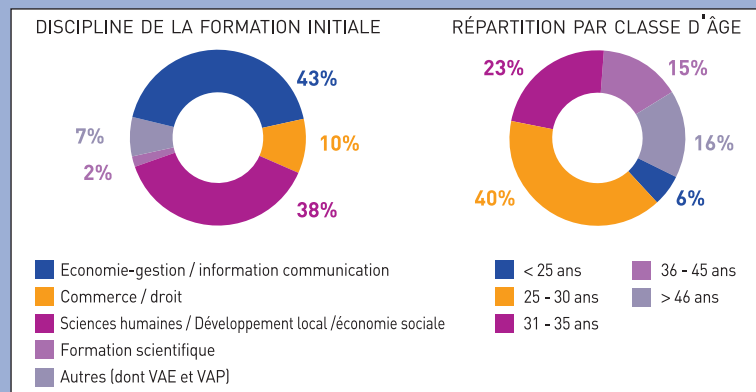 DISCIPLINE DE LA FORMATION INITIALE
43%
10%
38%
2%
7%
Economie-gestion / information communication
Commerce / droit
Sciences humaines / Développement local /économie sociale
Formation scientifique
Autres (dont VAE et VAP)
RÉPARTITION PAR CLASSE D'ÂGE
23%
15%
16%
6%
40%
< 25 ans
25 - 30 ans
31 - 35 ans
36 - 45 ans
> 46 ans